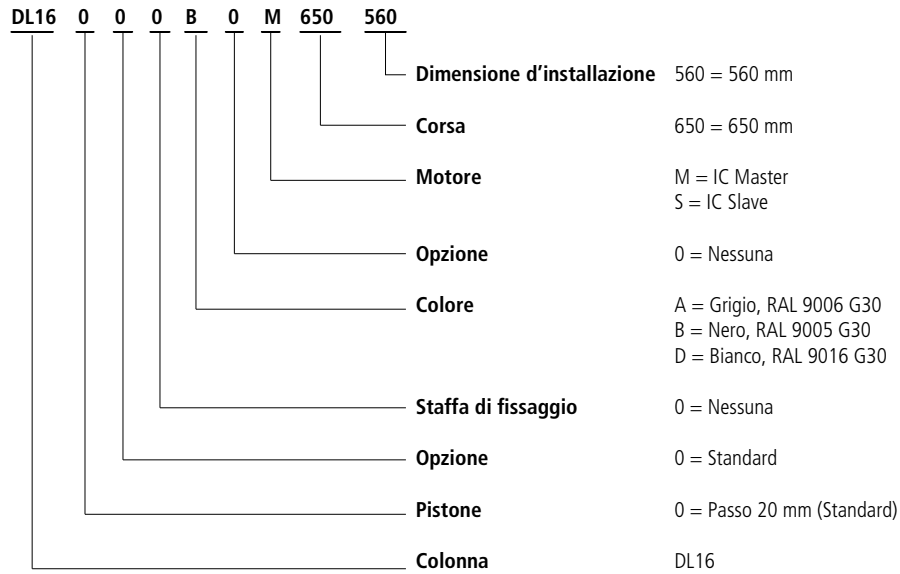 DL16 0 0 0 B 0 M 650 560
Dimensione d'installazione 560 = 560 mm
Corsa 650 = 650 mm
Motore M = IC Master
S = IC Slave
Opzione 0 = Nessuna
Colore A = Grigio, RAL 9006 G30
B = Nero, RAL 9005 G30
D = Bianco, RAL 9016 G30
Staffa di fissaggio 0 = Nessuna
Opzione 0 = Standard
Pistone 0 = Passo 20 mm (Standard)
Colonna DL16